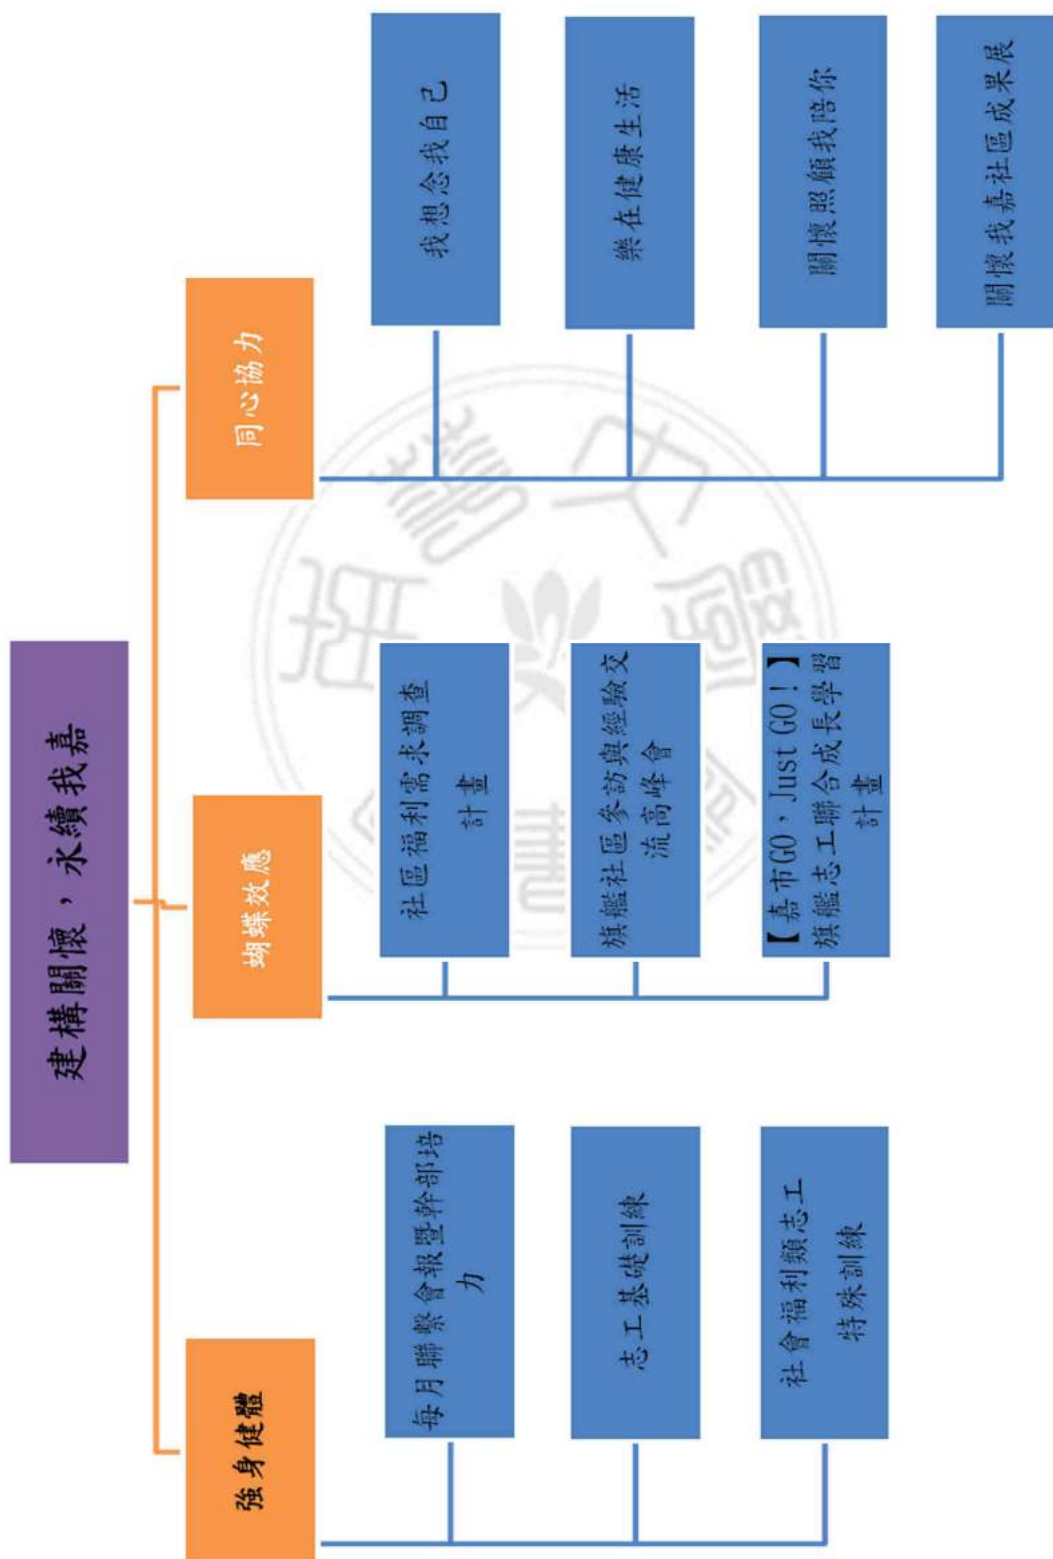 建構關懷，永續我嘉
強身健體
每月聯繫會報暨幹部培
力
志工基礎訓練
社會福利類志工
特殊訓練
蝴蝶效應
社區福利需求調查
計畫
旗艦社區參訪與經驗交
流高峰會
【嘉市GO，Just GO！】
旗艦志工聯合成長學習
計畫
同心協力
我想念我自己
樂在健康生活
關懷照顧我陪你
關懷我嘉社區成果展